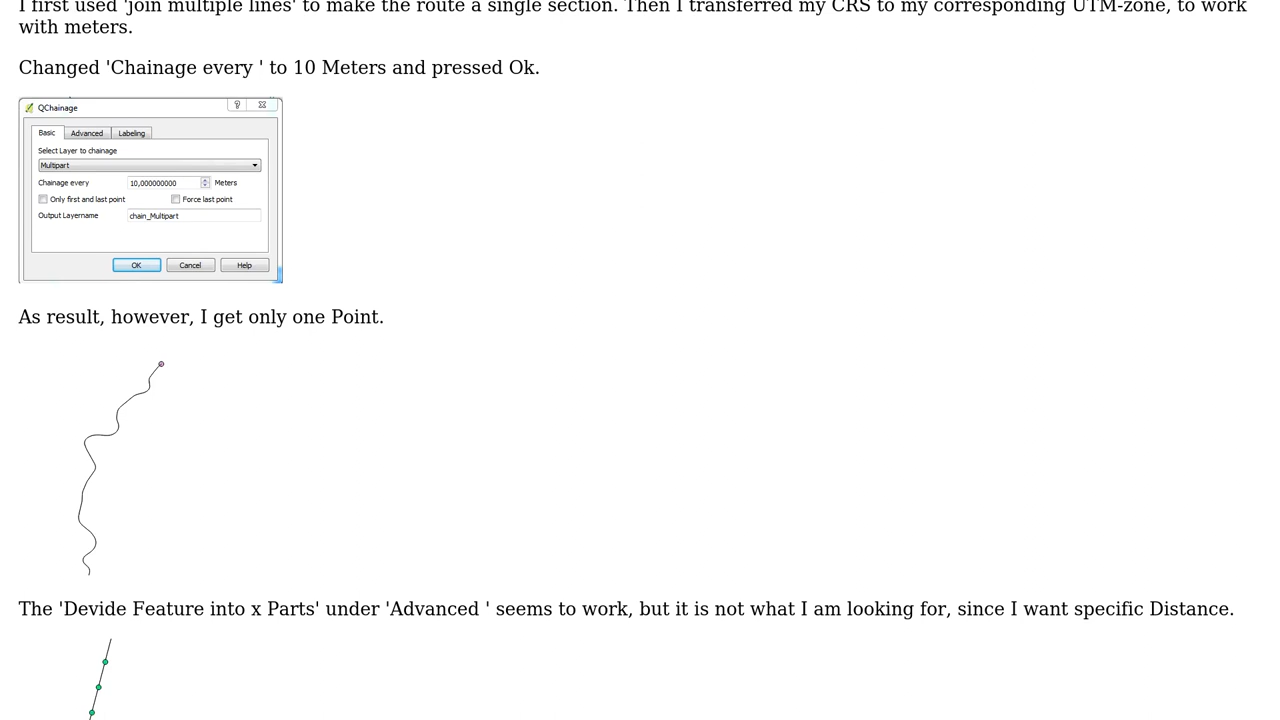 I first used 'join multiple lines' to make the route a single section. Then I transferred my CRS to my corresponding UTM-zone, to work
with meters.
Changed 'Chainage every ' to 10 Meters and pressed Ok.
QChainage
Basic Advanced Labeling
Select Layer to chainage
Multipart
Chainage every 10,000000000 Meters
Only first and last point Force last point
Output Layername chain_Multipart
OK Cancel Help
As result, however, I get only one Point.
The 'Devide Feature into x Parts' under 'Advanced ' seems to work, but it is not what I am looking for, since I want specific Distance.